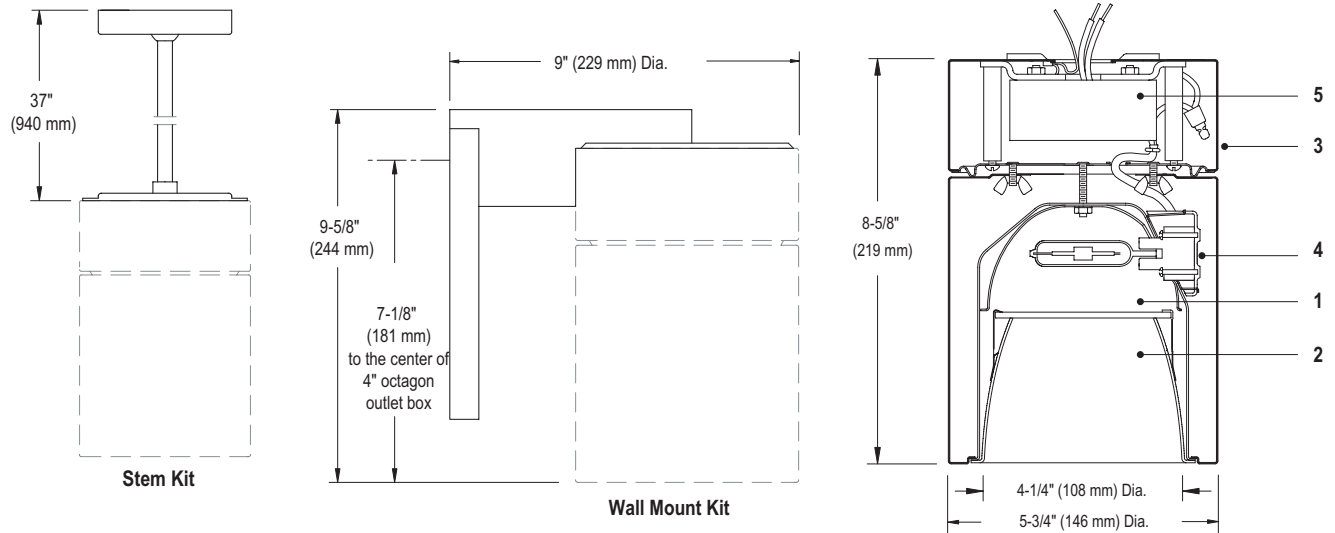 37"
(940 mm)
Stem Kit
9" (229 mm) Dia.
9-5/8"
(244 mm)
7-1/8"
(181 mm)
to the center of
4" octagon
outlet box
Wall Mount Kit
8-5/8"
(219 mm)
5
3
4
1
2
4-1/4" (108 mm) Dia.
5-3/4" (146 mm) Dia.